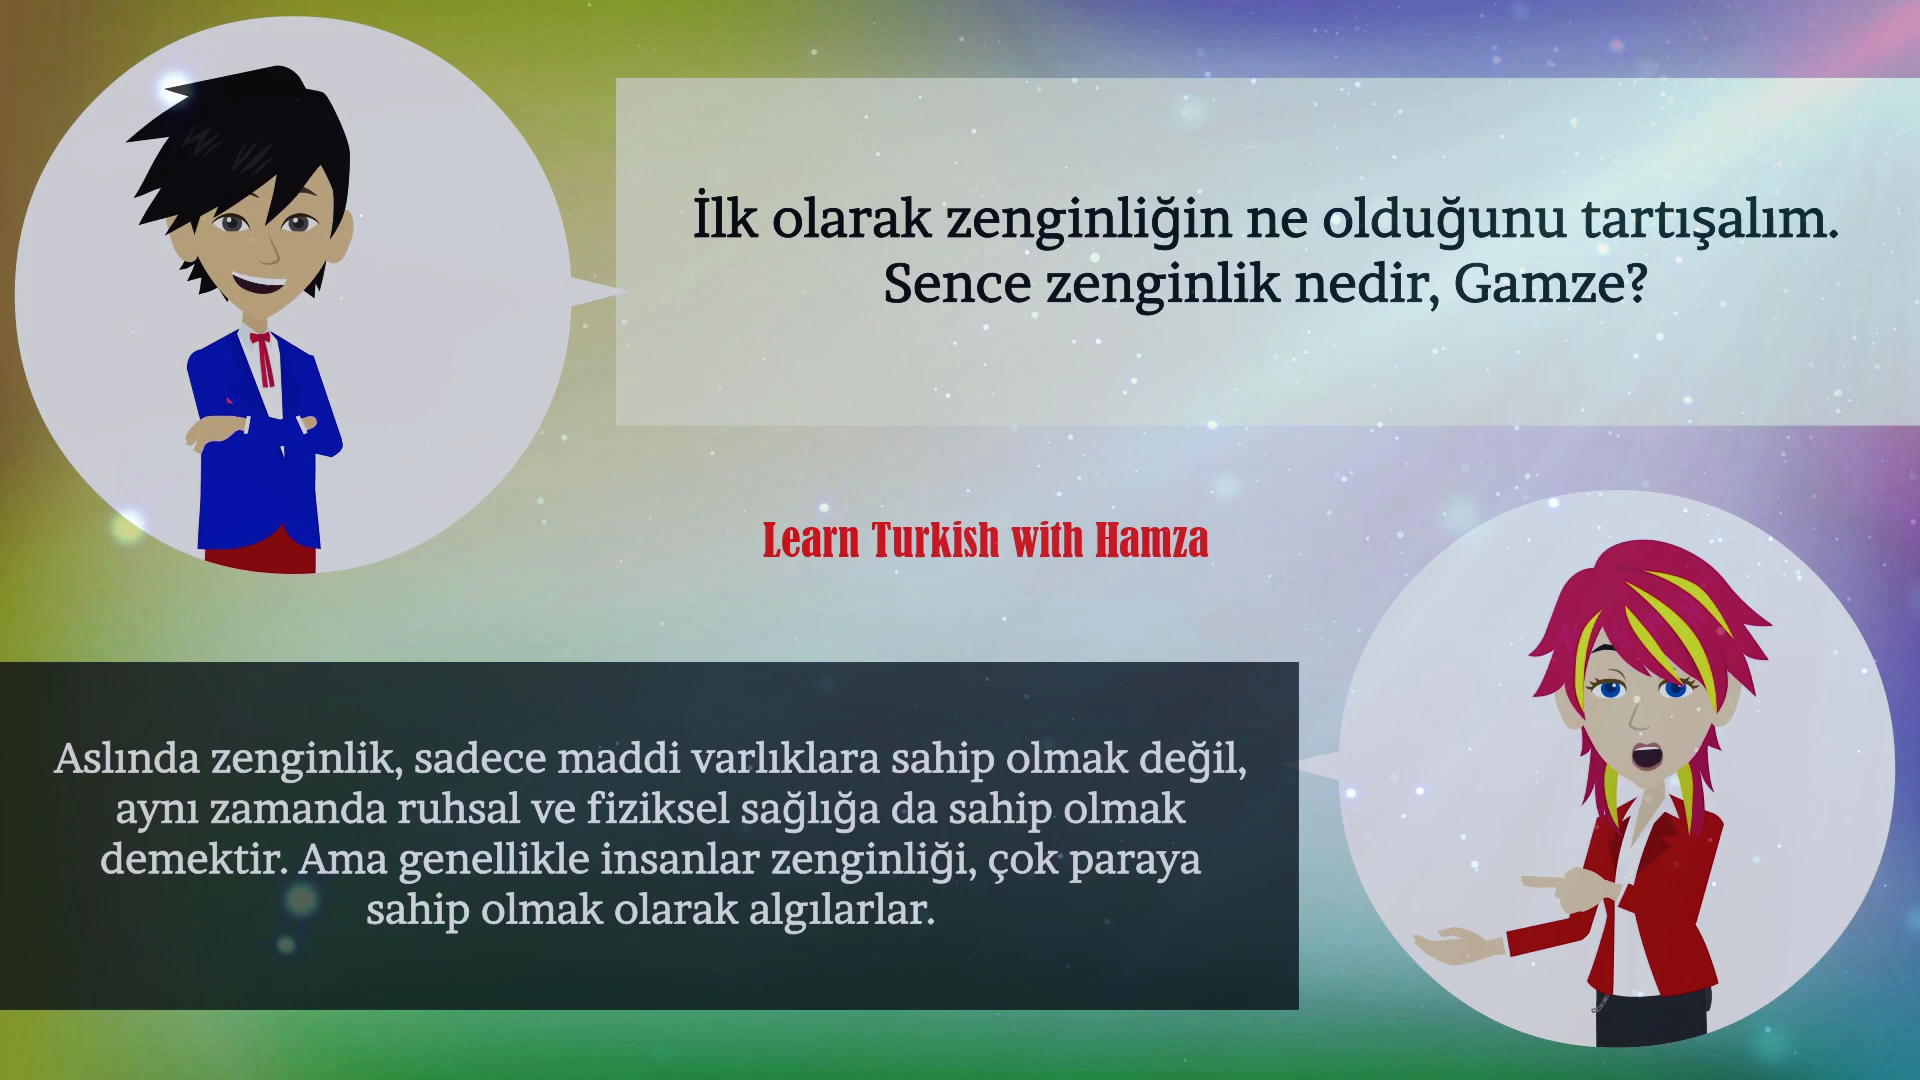 İlk olarak zenginliğin ne olduğunu tartışalım.
Sence zenginlik nedir, Gamze?
Learn Turkish with Hamza
Aslında zenginlik, sadece maddi varlıklara sahip olmak değil,
aynı zamanda ruhsal ve fiziksel sağlığa da sahip olmak
demektir. Ama genellikle insanlar zenginliği, çok paraya
sahip olmak olarak algılarlar.